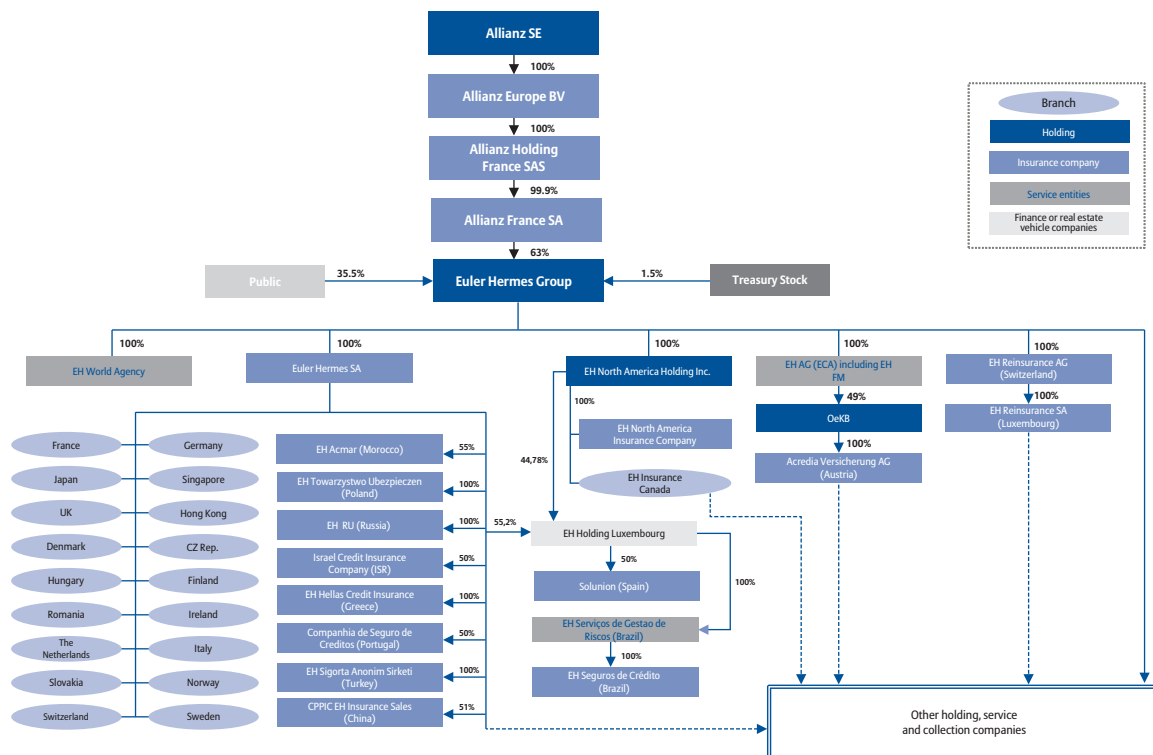 Allianz SE
100%
Allianz Europe BV
100%
Allianz Holding
France SAS
99.9%
Allianz France SA
63%
Public
35.5%
Euler Hermes Group
1.5%
Treasury Stock
Branch
Holding
Insurance company
Service entities
Finance or real estate
vehicle companies
100%
100%
100%
100%
100%
EH World Agency
Euler Hermes SA
EH North America Holding Inc.
EH AG (ECA) including EH
FM
EH Reinsurance AG
(Switzerland)
100%
49%
100%
EH North America
Insurance Company
OeKB
EH Reinsurance SA
(Luxembourg)
100%
Acredia Versicherung AG
(Austria)
44,78%
EH Insurance
Canada
France
Germany
Japan
Singapore
UK
Hong Kong
Denmark
CZ Rep.
Hungary
Finland
Romania
Ireland
The
Netherlands
Italy
Slovakia
Norway
Switzerland
Sweden
EH Acmar (Morocco)
55%
EH Towarzystwo Ubezpieczen
(Poland)
100%
EH RU (Russia)
100%
Israel Credit Insurance
Company (ISR)
50%
EH Hellas Credit Insurance
(Greece)
100%
Companhia de Seguro de
Creditos (Portugal)
50%
EH Sigorta Anonim Sirketi
(Turkey)
100%
CPPIC EH Insurance Sales
(China)
51%
55,2%
EH Holding Luxembourg
50%
Solunion (Spain)
100%
EH Serviços de Gestao de
Riscos (Brazil)
100%
EH Seguros de Crédito
(Brazil)
Other holding, service
and collection companies